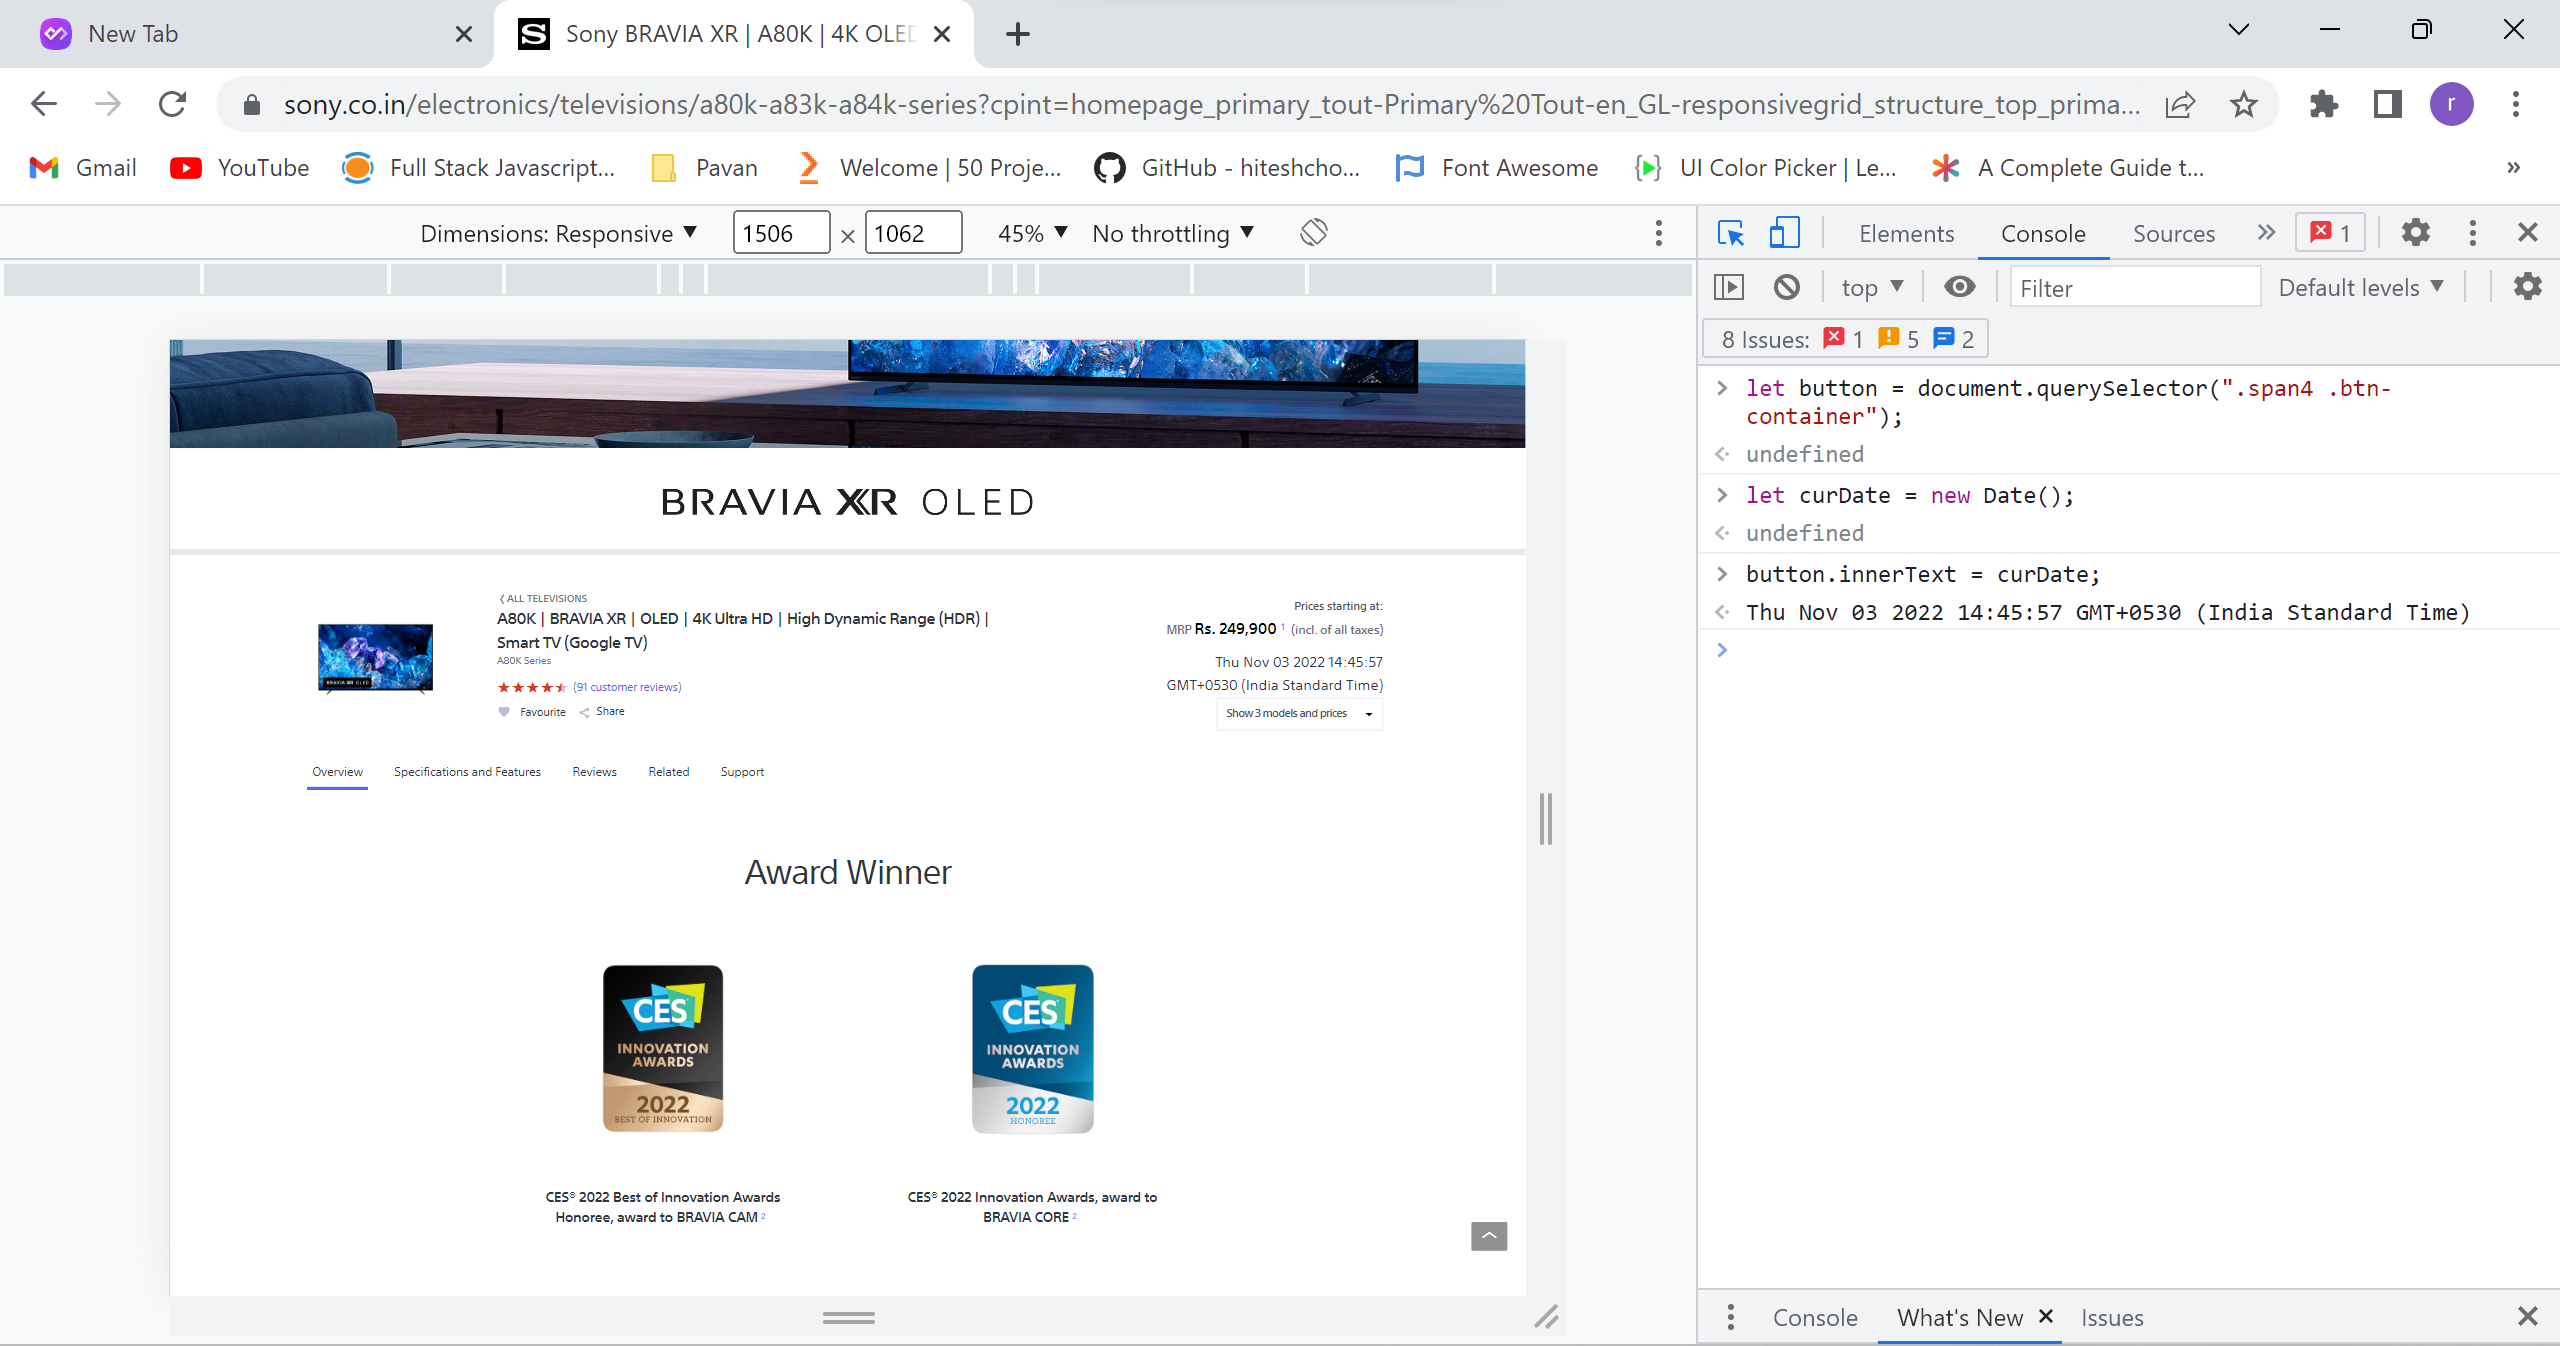 New Tab
Sony BRAVIA XR | A80K | 4K OLED
sony.co.in/electronics/televisions/a80k-a83k-a84k-series?cpint=homepage_primary_tout-Primary%20Tout-en_GL-responsivegrid_structure_top_prima...
r
Gmail
YouTube
Full Stack Javascript...
Pavan
Welcome | 50 Proje...
GitHub - hiteshcho...
Font Awesome
UI Color Picker | Le...
A Complete Guide t...
»
Dimensions: Responsive
1506 × 1062
45%
No throttling
BRAVIA XR OLED
ALL TELEVISIONS
A80K | BRAVIA XR | OLED | 4K Ultra HD | High Dynamic Range (HDR) |
Smart TV (Google TV)
A80K Series
(91 customer reviews)
Favourite
Share
BRAVIA XR OLED
Prices starting at:
MRP Rs. 249,900 1 (incl. of all taxes)
Thu Nov 03 2022 14:45:57
GMT+0530 (India Standard Time)
Show 3 models and prices
Overview
Specifications and Features
Reviews
Related
Support
Award Winner
CES
INNOVATION
AWARDS
2022
BEST OF INNOVATION
CES
INNOVATION
AWARDS
2022
HONOREE
CES® 2022 Best of Innovation Awards
Honoree, award to BRAVIA CAM 2
CES® 2022 Innovation Awards, award to
BRAVIA CORE 2
Elements
Console
Sources
»
1
top
Filter
Default levels
8 Issues: 1 5 2
let button = document.querySelector(".span4 .btn-
container");
undefined
let curDate = new Date();
undefined
button.innerText = curDate;
Thu Nov 03 2022 14:45:57 GMT+0530 (India Standard Time)
Console
What's New
Issues